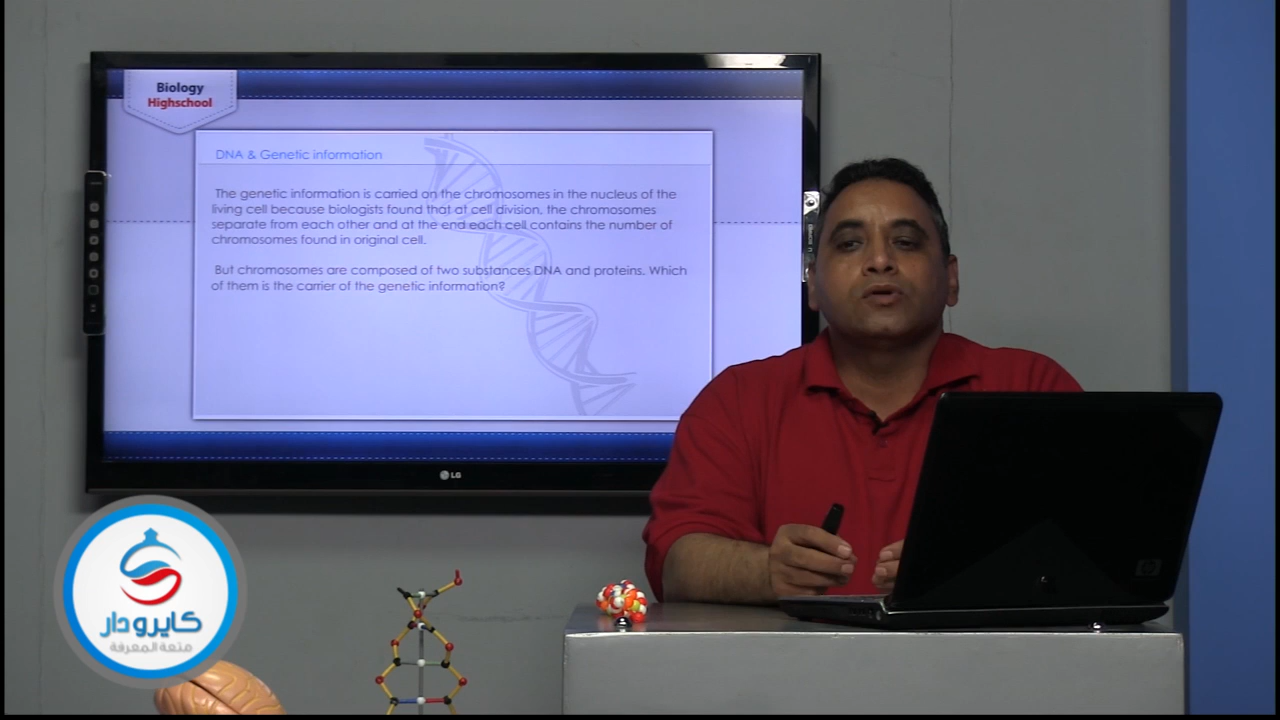 Biology
Highschool
DNA & Genetic information
The genetic information is carried on the chromosomes in the nucleus of the
living cell because biologists found that at cell division, the chromosomes
separate from each other and at the end each cell contains the number of
chromosomes found in original cell.
But chromosomes are composed of two substances DNA and proteins. Which
of them is the carrier of the genetic information?
LG
hp
كايرودار
متعة المعرفة